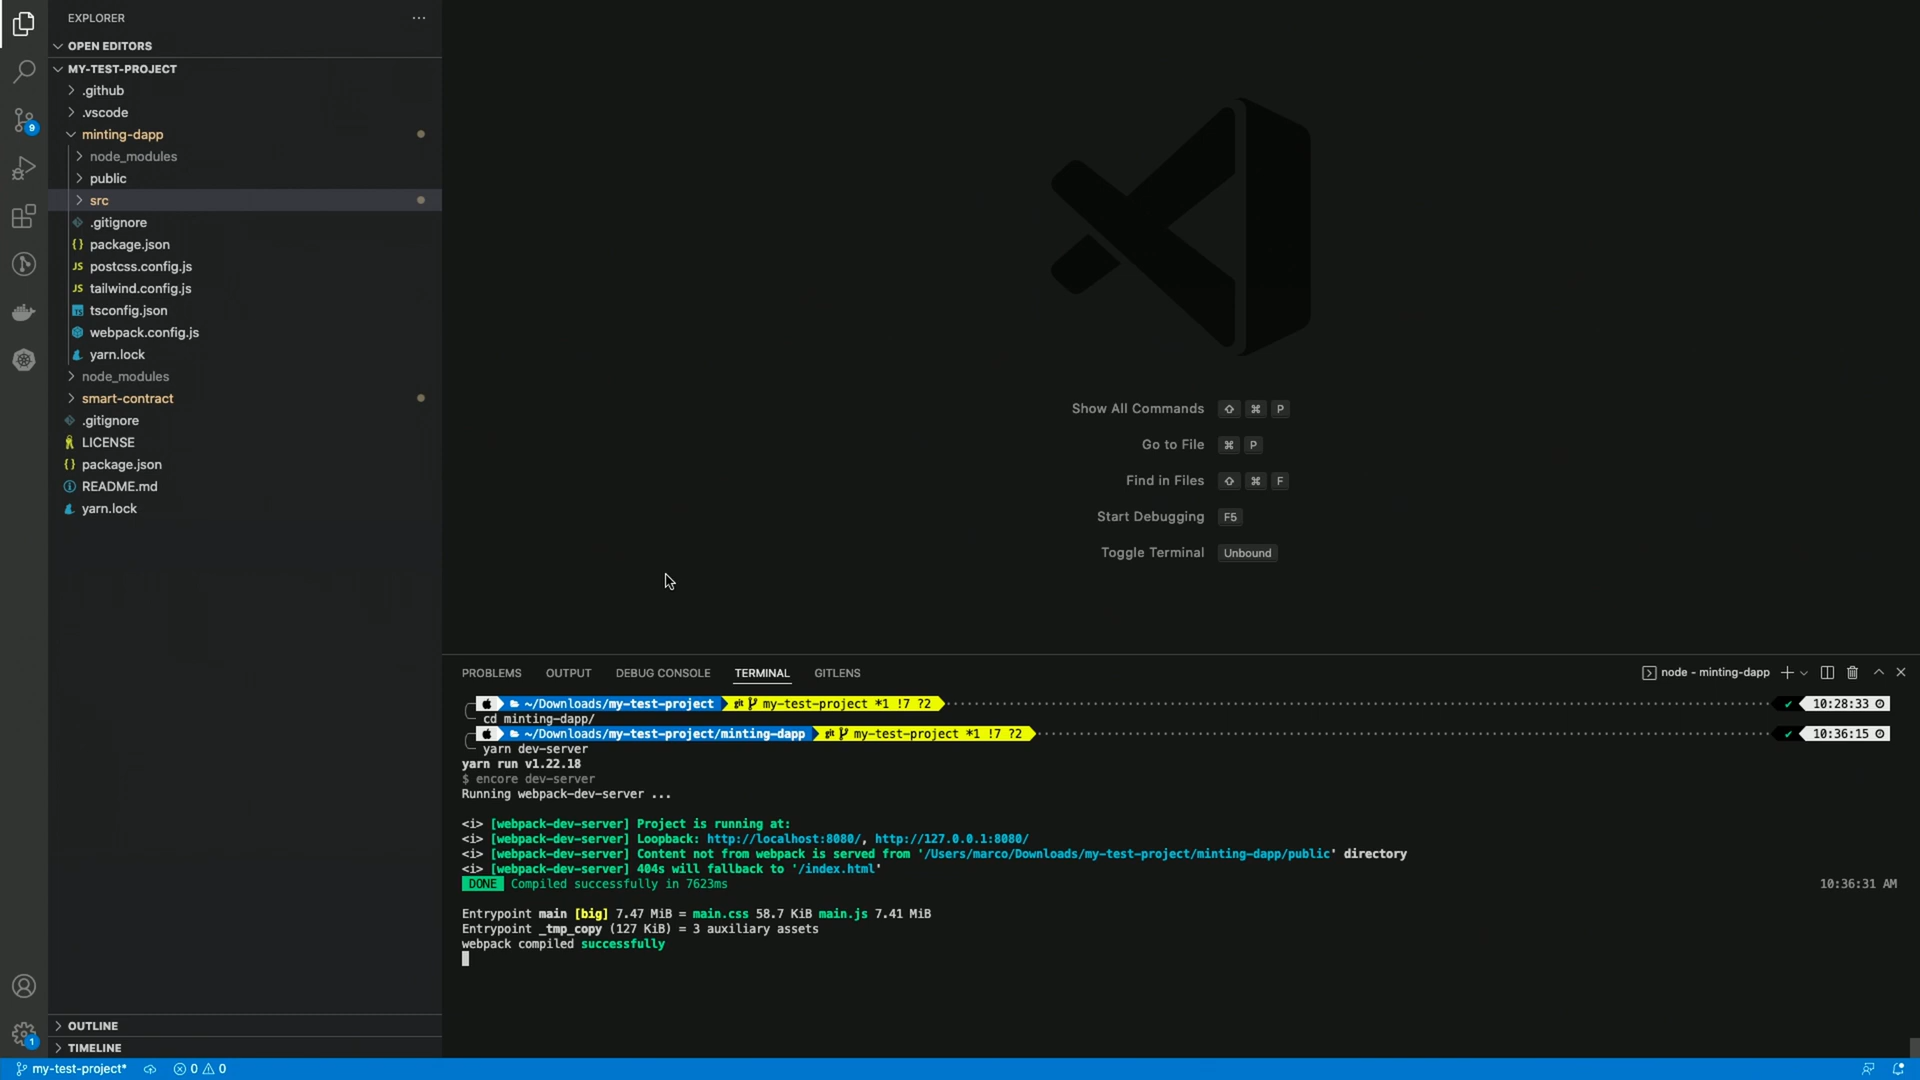 EXPLORER
OPEN EDITORS
MY-TEST-PROJECT
.github
.vscode
minting-dapp
node_modules
public
src
.gitignore
package.json
postcss.config.js
tailwind.config.js
tsconfig.json
webpack.config.js
yarn.lock
node_modules
smart-contract
.gitignore
LICENSE
package.json
README.md
yarn.lock
OUTLINE
TIMELINE
9
1
Show All Commands ⇧ ⌘ P
Go to File ⌘ P
Find in Files ⇧ ⌘ F
Start Debugging F5
Toggle Terminal Unbound
PROBLEMS OUTPUT DEBUG CONSOLE TERMINAL GITLENS node - minting-dapp
~/Downloads/my-test-project git my-test-project *1 !7 ?2 ✔ 10:28:33
cd minting-dapp/
~/Downloads/my-test-project/minting-dapp git my-test-project *1 !7 ?2 ✔ 10:36:15
yarn dev-server
yarn run v1.22.18
$ encore dev-server
Running webpack-dev-server ...
<i> [webpack-dev-server] Project is running at:
<i> [webpack-dev-server] Loopback: http://localhost:8080/, http://127.0.0.1:8080/
<i> [webpack-dev-server] Content not from webpack is served from '/Users/marco/Downloads/my-test-project/minting-dapp/public' directory
<i> [webpack-dev-server] 404s will fallback to '/index.html'
DONE Compiled successfully in 7623ms 10:36:31 AM
Entrypoint main [big] 7.47 MiB = main.css 58.7 KiB main.js 7.41 MiB
Entrypoint _tmp_copy (127 KiB) = 3 auxiliary assets
webpack compiled successfully
my-test-project* 0 0